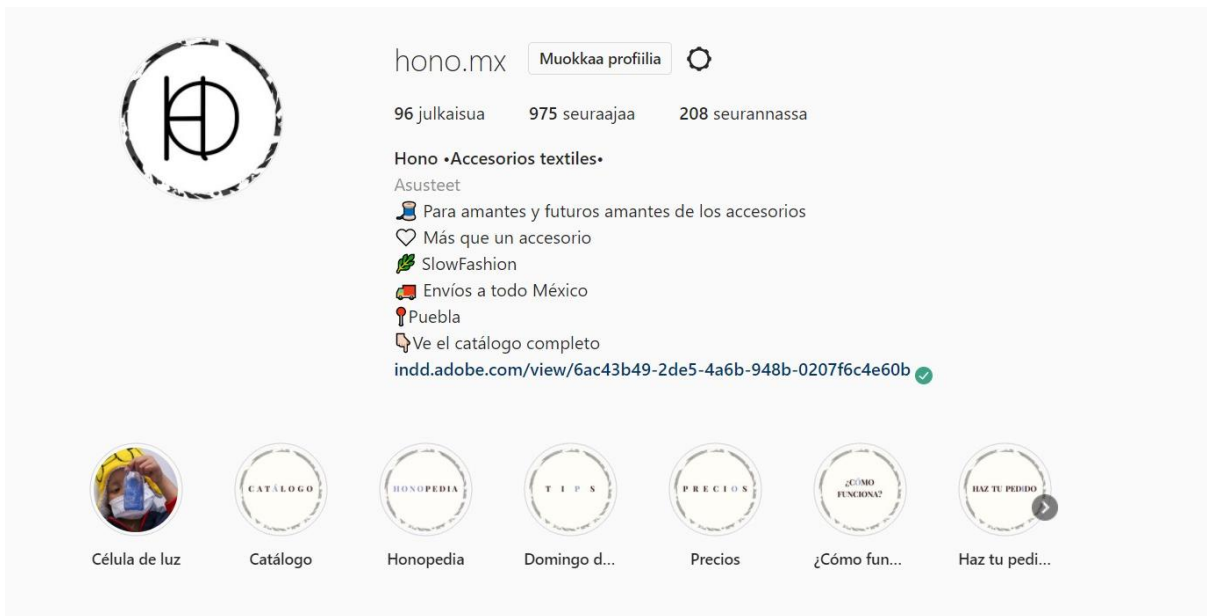 hono.mx Muokkaa profiilia
96 julkaisua 975 seuraajaa 208 seurannassa
Hono •Accesorios textiles•
Asusteet
Para amantes y futuros amantes de los accesorios
Más que un accesorio
SlowFashion
Envíos a todo México
Puebla
Ve el catálogo completo
indd.adobe.com/view/6ac43b49-2de5-4a6b-948b-0207f6c4e60b
CATÁLOGO
HONOPEDIA
TIPS
PRECIOS
¿CÓMO
FUNCIONA?
HAZ TU PEDIDO
Célula de luz Catálogo Honopedia Domingo d... Precios ¿Cómo fun... Haz tu pedi...